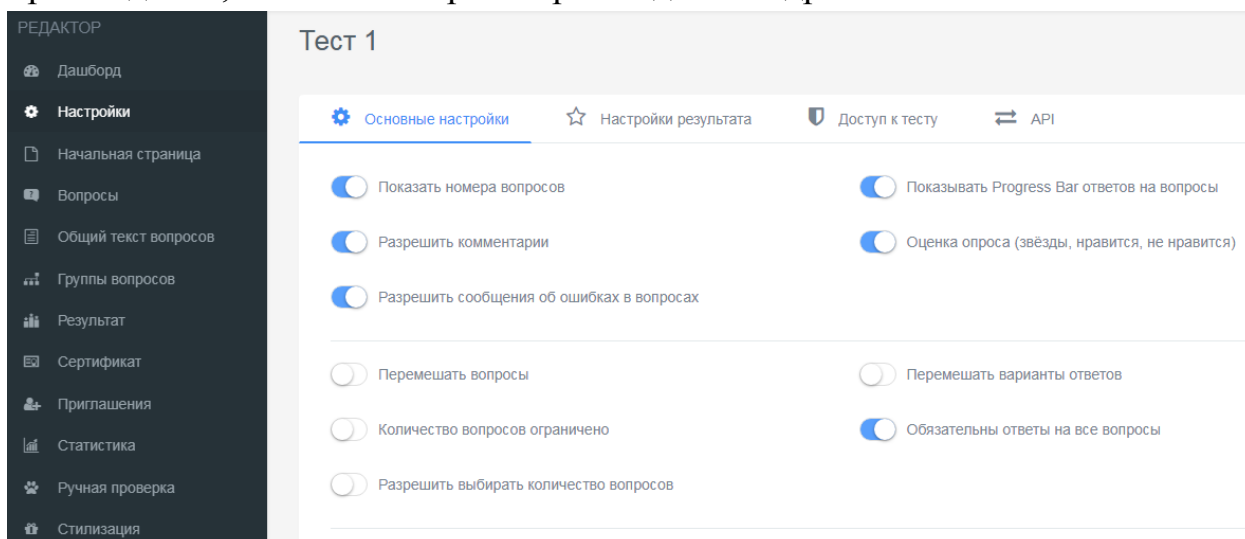 РЕДАКТОР
Дашборд
Настройки
Начальная страница
Вопросы
Общий текст вопросов
Группы вопросов
Результат
Сертификат
Приглашения
Статистика
Ручная проверка
Стилизация
Тест 1
Основные настройки Настройки результата Доступ к тесту API
Показать номера вопросов Показывать Progress Bar ответов на вопросы
Разрешить комментарии Оценка опроса (звёзды, нравится, не нравится)
Разрешить сообщения об ошибках в вопросах
Перемешать вопросы Перемешать варианты ответов
Количество вопросов ограничено Обязательны ответы на все вопросы
Разрешить выбирать количество вопросов